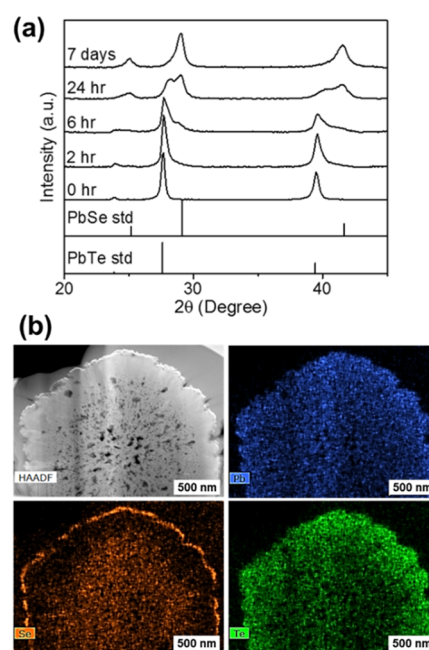 (a)
Intensity (a.u.)
7 days
24 hr
6 hr
2 hr
0 hr
PbSe std
PbTe std
20 30 40
2θ (Degree)
(b)
HAADF 500 nm
Pb 500 nm
Se 500 nm
Te 500 nm